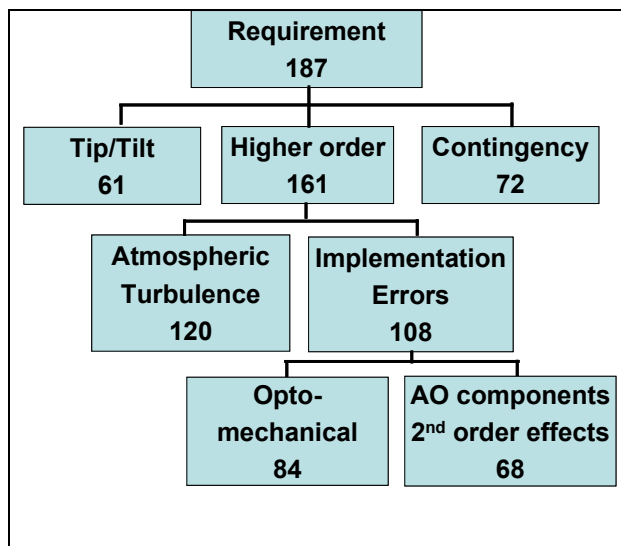 Requirement
187
Tip/Tilt
61
Higher order
161
Contingency
72
Atmospheric
Turbulence
120
Implementation
Errors
108
Opto-
mechanical
84
AO components
2nd order effects
68